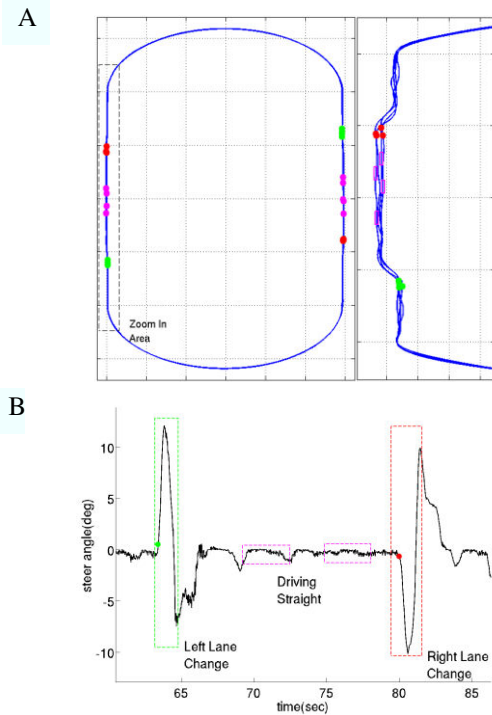 A
Zoom In
Area
B
steer angle(deg)
10
5
0
-5
-10
Driving
Straight
Left Lane
Change
Right Lane
Change
65
70
75
80
85
time(sec)